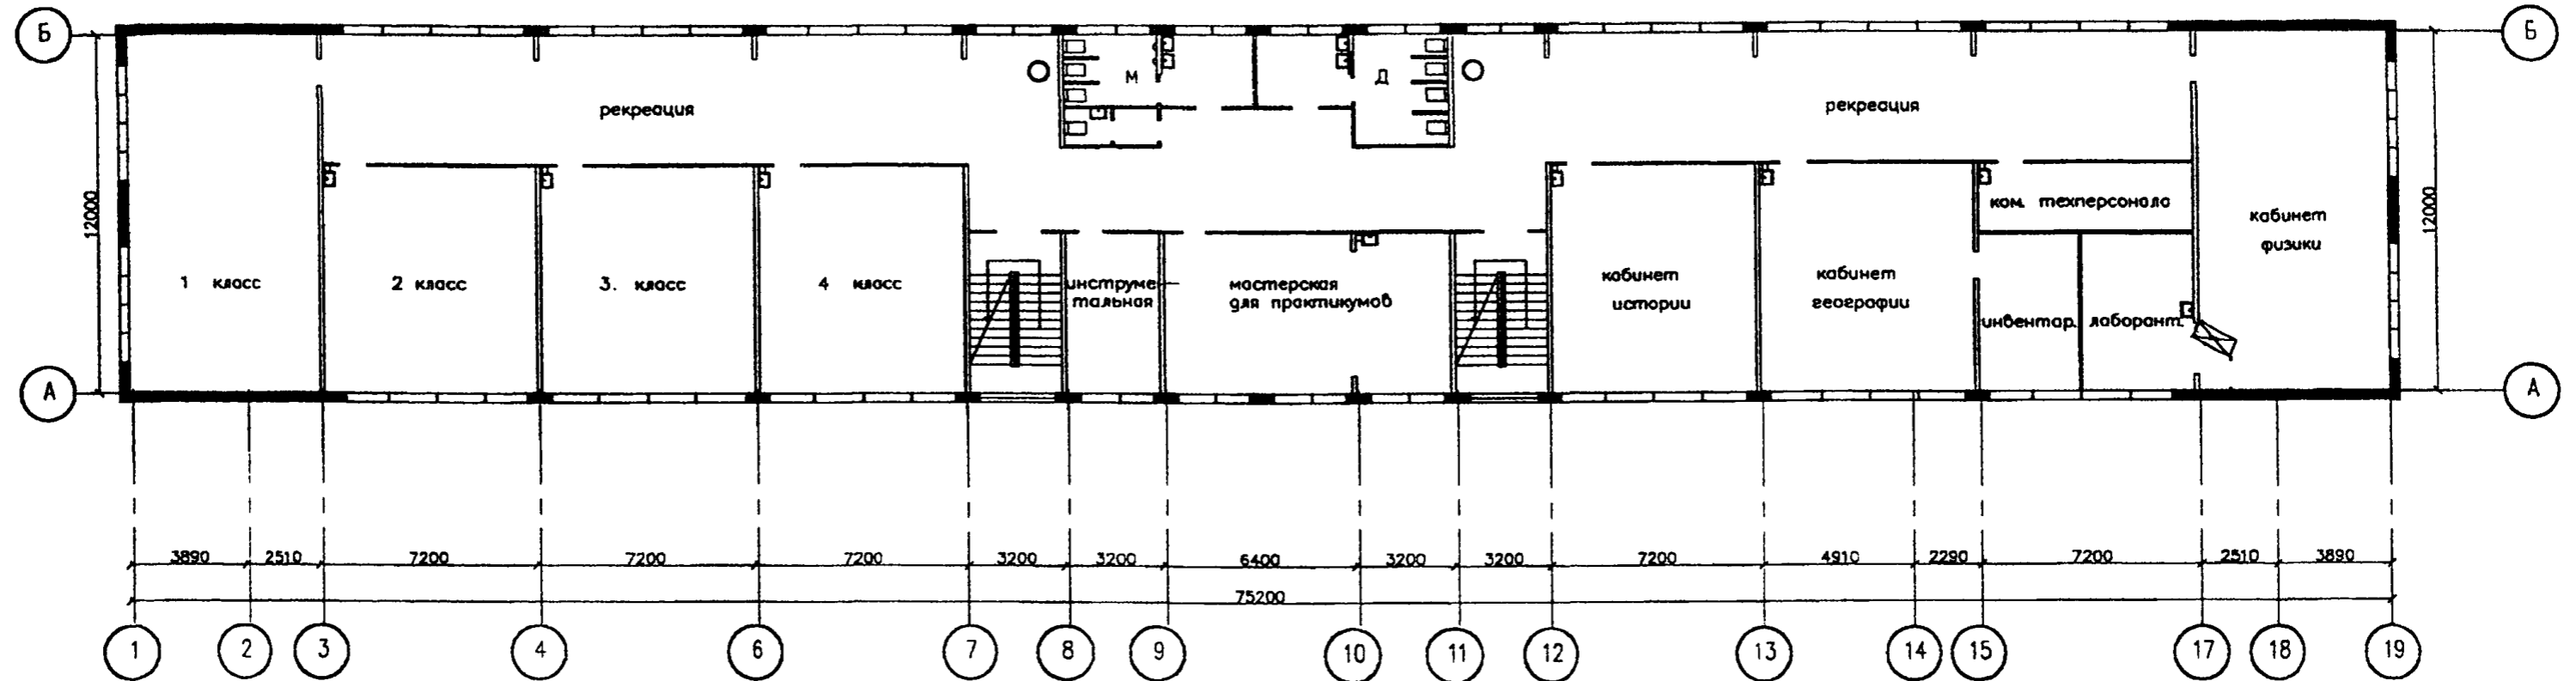 Б
Б
М
Д
рекреация
рекреация
12000
12000
ком. техперсонала
кабинет
физики
1 класс
2 класс
3. класс
4 класс
инструме-
тальная
мастерская
для практикумов
кабинет
истории
кабинет
географии
инвентар.
лаборант.
А
А
3890 2510 7200 7200 7200 3200 3200 6400 3200 3200 7200 4910 2290 7200 2510 3890
75200
1 2 3 4 6 7 8 9 10 11 12 13 14 15 17 18 19